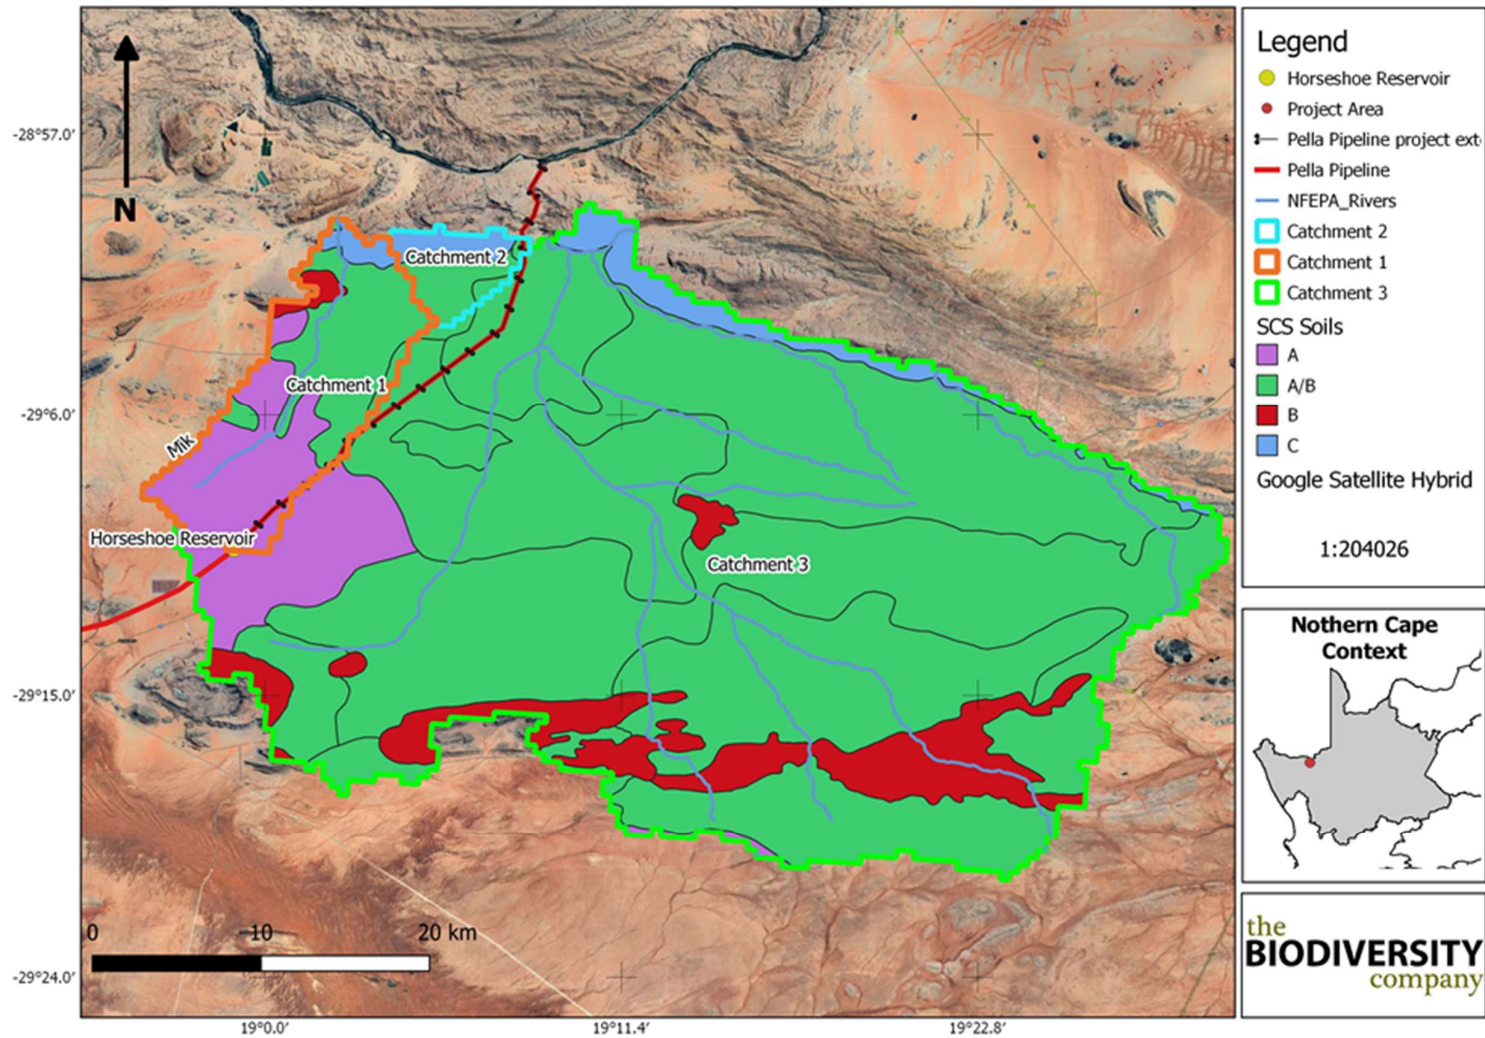 N
-28°57.0'
-29°6.0'
-29°15.0'
-29°24.0'
19°0.0'
19°11.4'
19°22.8'
Catchment 2
Catchment 1
Mik
Horseshoe Reservoir
Catchment 3
0 10 20 km
Legend
Horseshoe Reservoir
Project Area
Pella Pipeline project ext
Pella Pipeline
NFEPA_Rivers
Catchment 2
Catchment 1
Catchment 3
SCS Soils
A
A/B
B
C
Google Satellite Hybrid
1:204026
Nothern Cape
Context
the
BIODIVERSITY
company